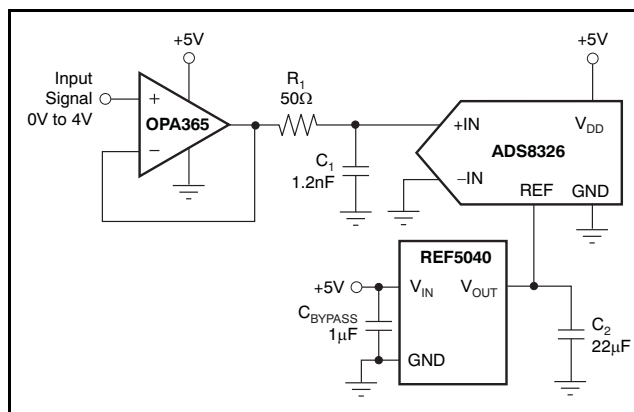 +5V
Input
Signal
0V to 4V
+
−
OPA365
R1
50Ω
C1
1.2nF
+5V
+IN
VDD
ADS8326
−IN
REF
GND
REF5040
+5V
VIN
VOUT
CBYPASS
1μF
GND
C2
22μF